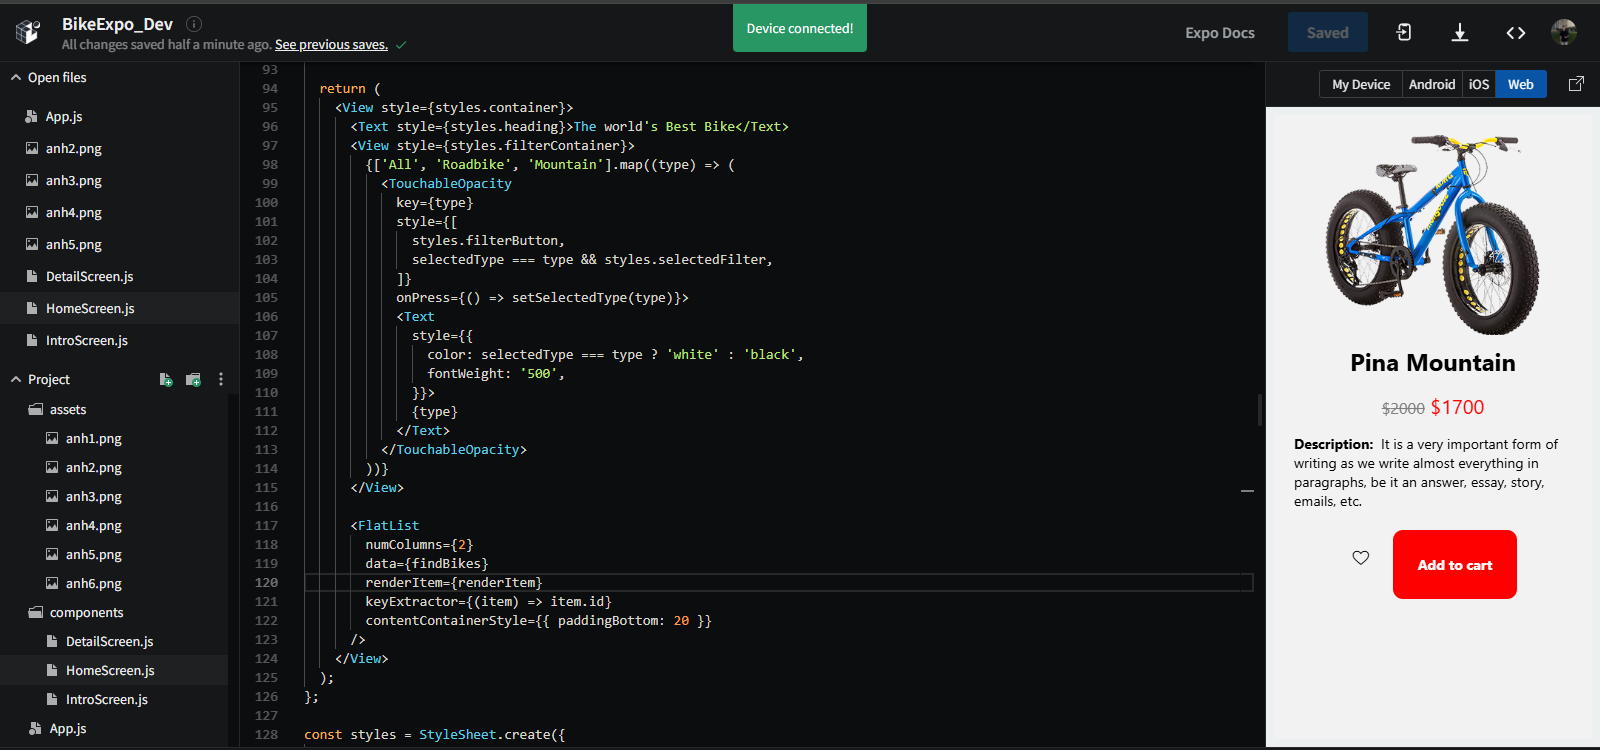 BikeExpo_Dev
All changes saved half a minute ago. See previous saves.
Device connected!
Expo Docs
Saved
Open files
App.js
anh2.png
anh3.png
anh4.png
anh5.png
DetailScreen.js
HomeScreen.js
IntroScreen.js
Project
assets
anh1.png
anh2.png
anh3.png
anh4.png
anh5.png
anh6.png
components
DetailScreen.js
HomeScreen.js
IntroScreen.js
App.js
93
94 return (
95 <View style={styles.container}>
96 <Text style={styles.heading}>The world's Best Bike</Text>
97 <View style={styles.filterContainer}>
98 {['All', 'Roadbike', 'Mountain'].map((type) => (
99 <TouchableOpacity
100 key={type}
101 style={[
102 styles.filterButton,
103 selectedType === type && styles.selectedFilter,
104 ]}
105 onPress={() => setSelectedType(type)}>
106 <Text
107 style={{
108 color: selectedType === type ? 'white' : 'black',
109 fontWeight: '500',
110 }}>
111 {type}
112 </Text>
113 </TouchableOpacity>
114 ))}
115 </View>
116
117 <FlatList
118 numColumns={2}
119 data={findBikes}
120 renderItem={renderItem}
121 keyExtractor={(item) => item.id}
122 contentContainerStyle={{ paddingBottom: 20 }}
123 />
124 </View>
125 );
126 };
127
128 const styles = StyleSheet.create({
My Device
Android
iOS
Web
Pina Mountain
$2000 $1700
Description: It is a very important form of
writing as we write almost everything in
paragraphs, be it an answer, essay, story,
emails, etc.
Add to cart